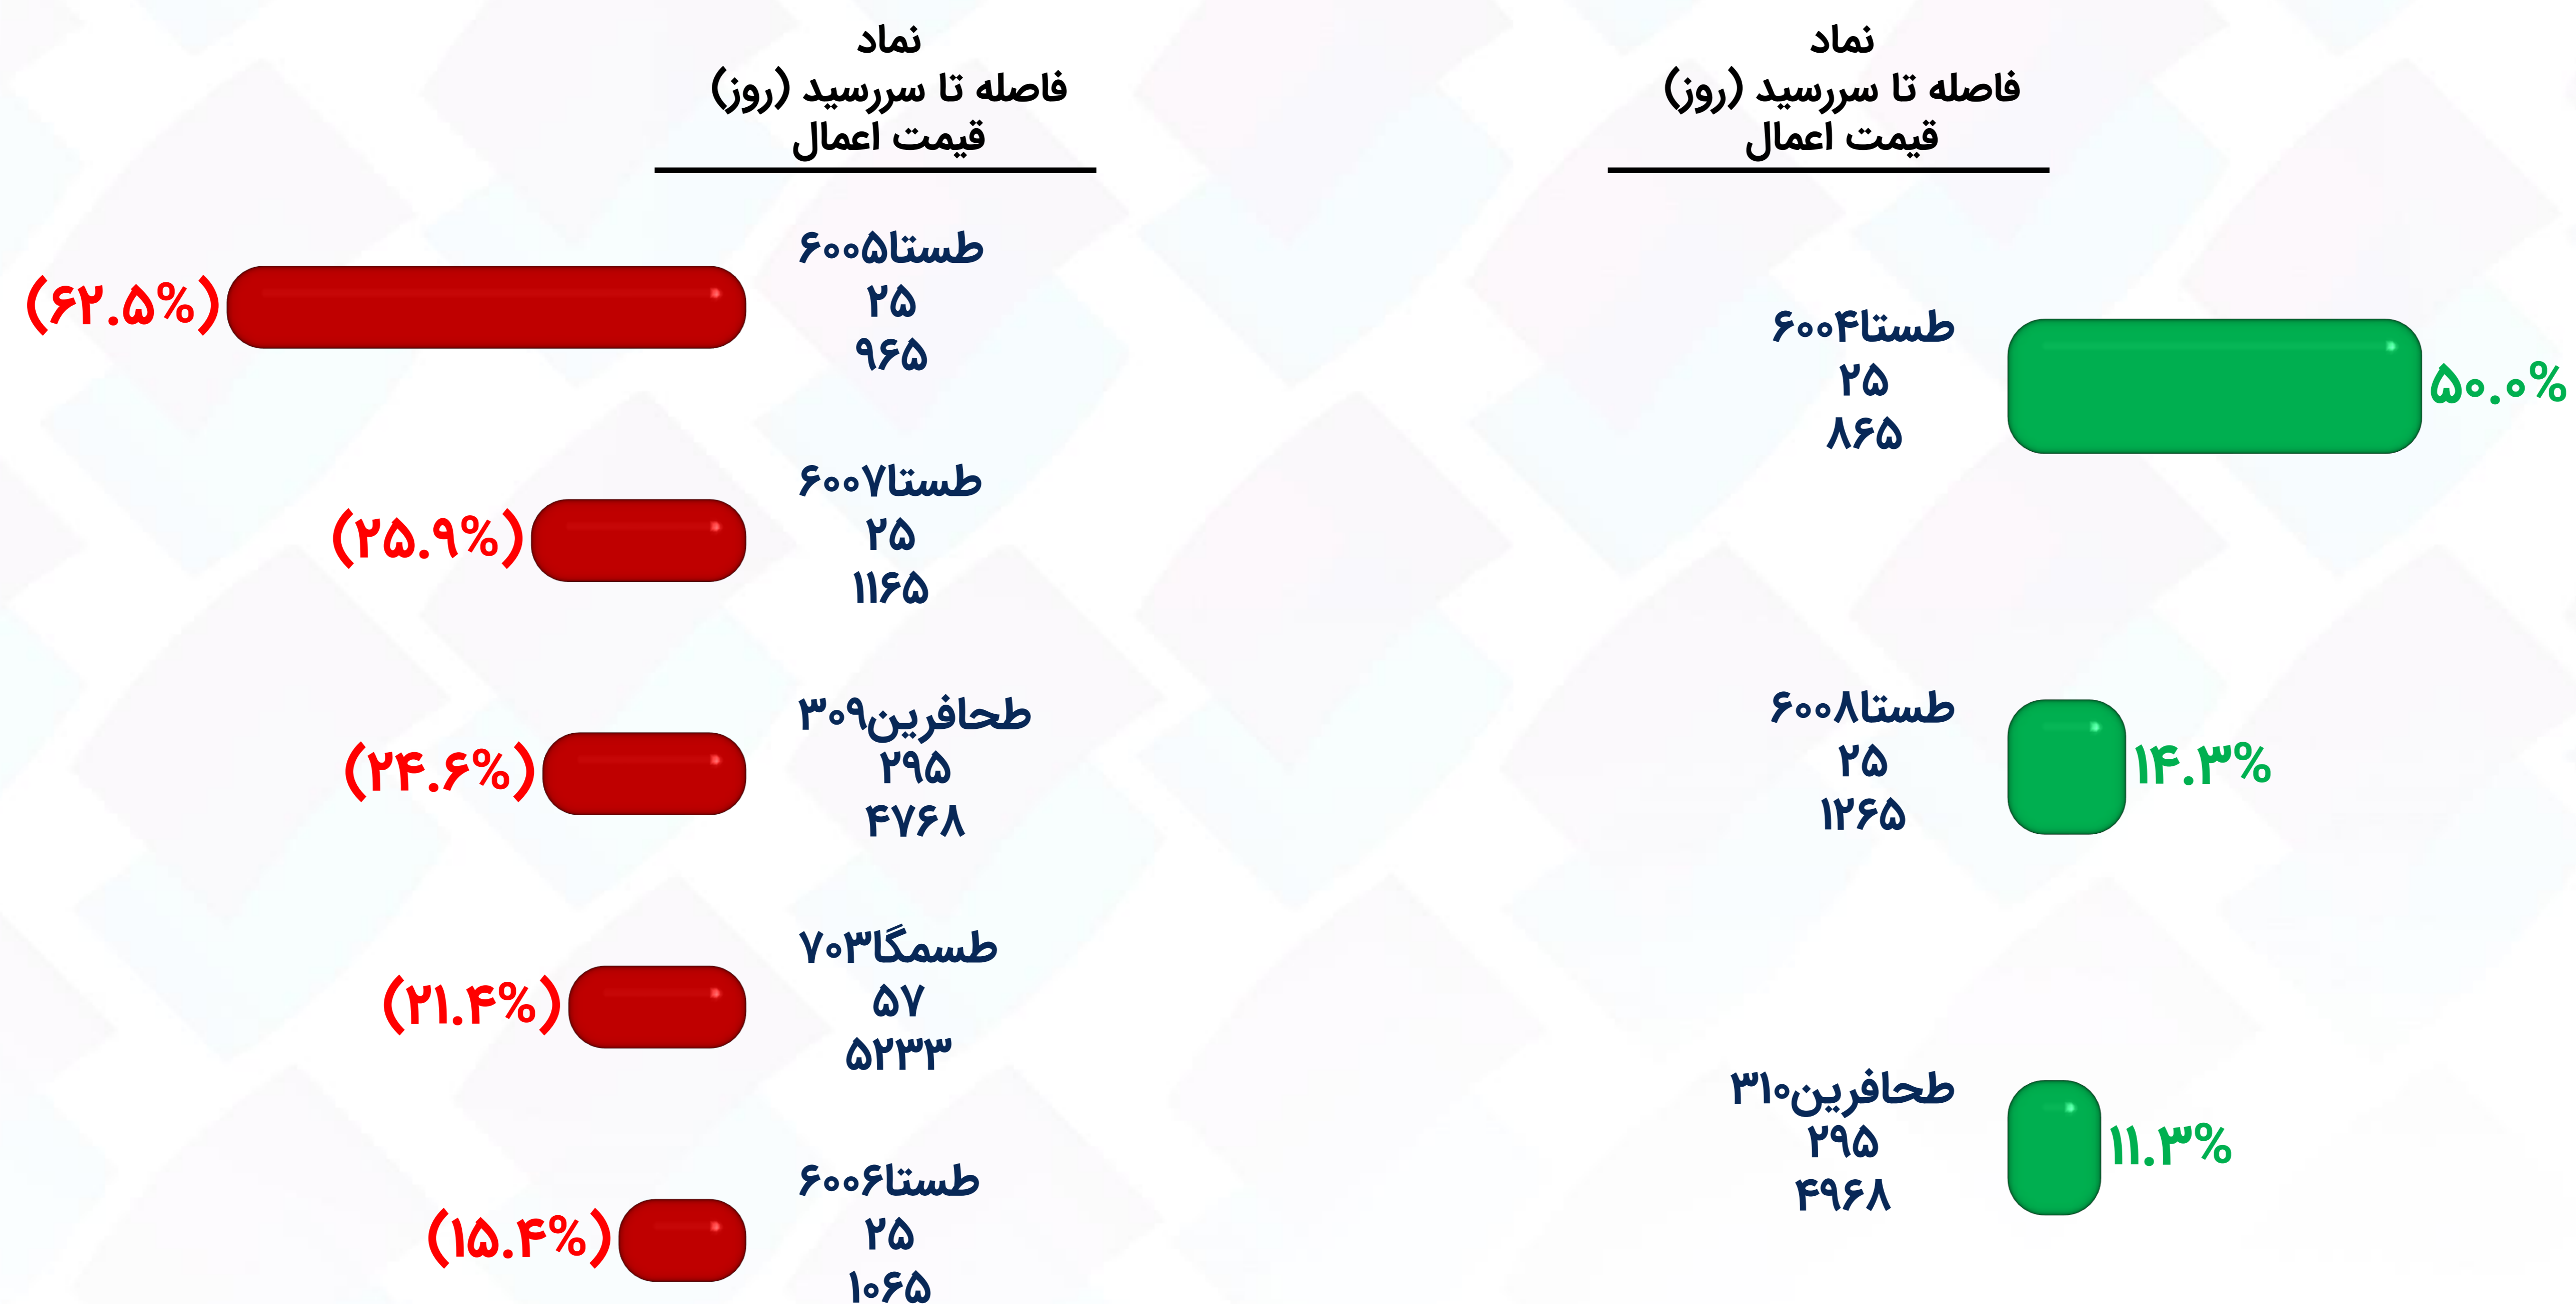 نماد
فاصله تا سررسید (روز)
قیمت اعمال
طستا۶۰۰۴
۲۵
۸۶۵
۵۰.۰%
طستا۶۰۰۸
۲۵
۱۲۶۵
۱۴.۳%
طحافرین۳۱۰
۲۹۵
۴۹۶۸
۱۱.۳%
نماد
فاصله تا سررسید (روز)
قیمت اعمال
طستا۶۰۰۵
۲۵
۹۶۵
(۶۲.۵%)
طستا۶۰۰۷
۲۵
۱۱۶۵
(۲۵.۹%)
طحافرین۳۰۹
۲۹۵
۴۷۶۸
(۲۴.۶%)
طسمگا۷۰۳
۵۷
۵۲۳۳
(۲۱.۴%)
طستا۶۰۰۶
۲۵
۱۰۶۵
(۱۵.۴%)